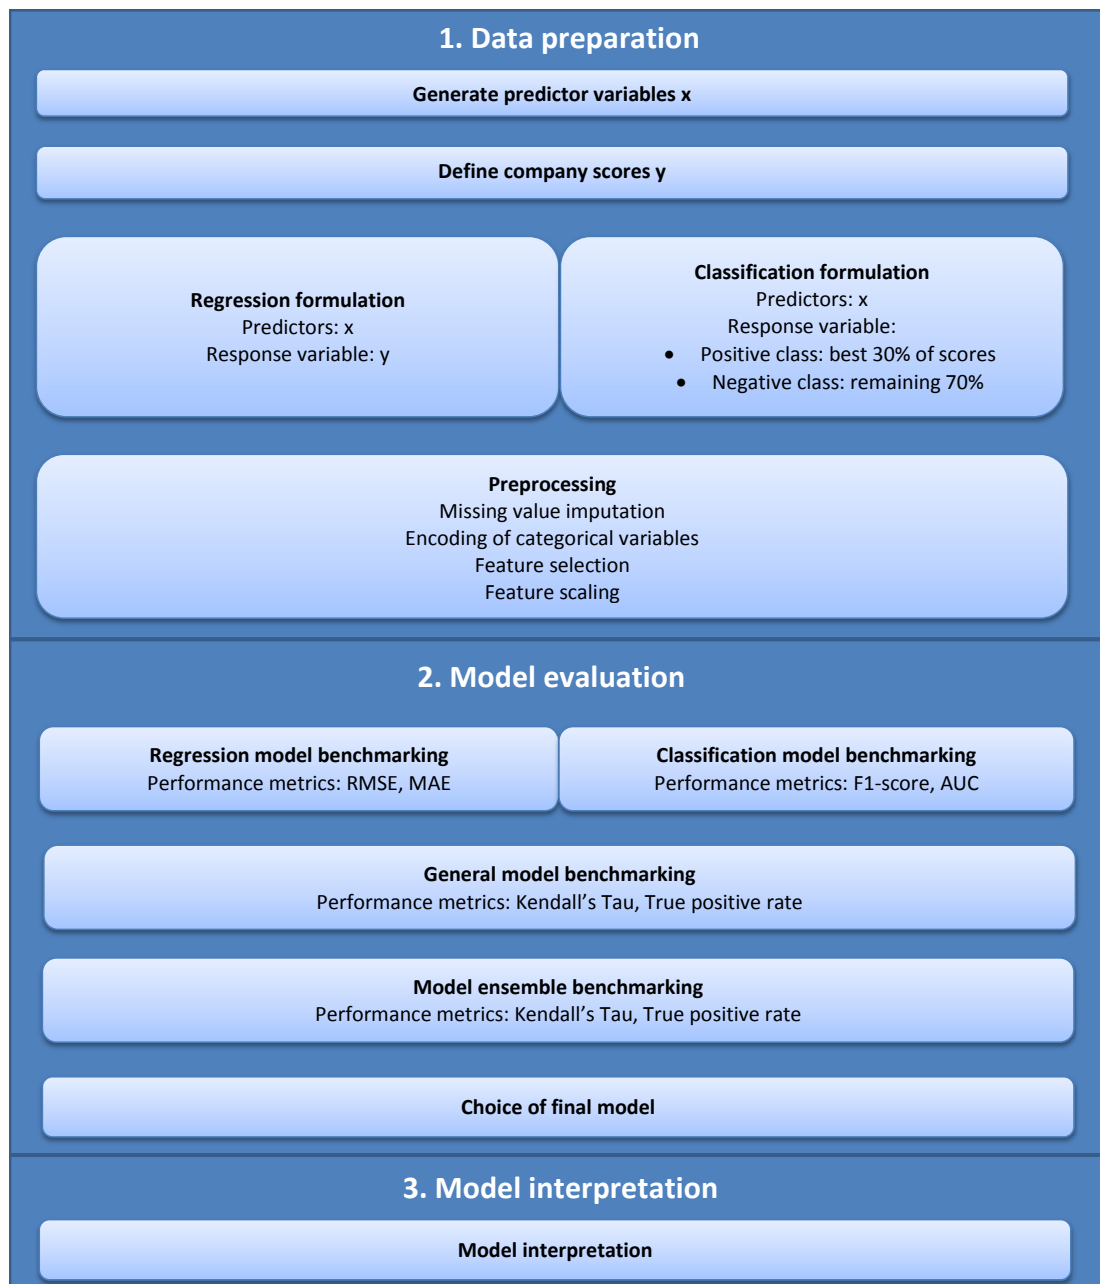 1. Data preparation
Generate predictor variables x
Define company scores y
Regression formulation
Predictors: x
Response variable: y
Classification formulation
Predictors: x
Response variable:
• Positive class: best 30% of scores
• Negative class: remaining 70%
Preprocessing
Missing value imputation
Encoding of categorical variables
Feature selection
Feature scaling
2. Model evaluation
Regression model benchmarking
Performance metrics: RMSE, MAE
Classification model benchmarking
Performance metrics: F1-score, AUC
General model benchmarking
Performance metrics: Kendall’s Tau, True positive rate
Model ensemble benchmarking
Performance metrics: Kendall’s Tau, True positive rate
Choice of final model
3. Model interpretation
Model interpretation